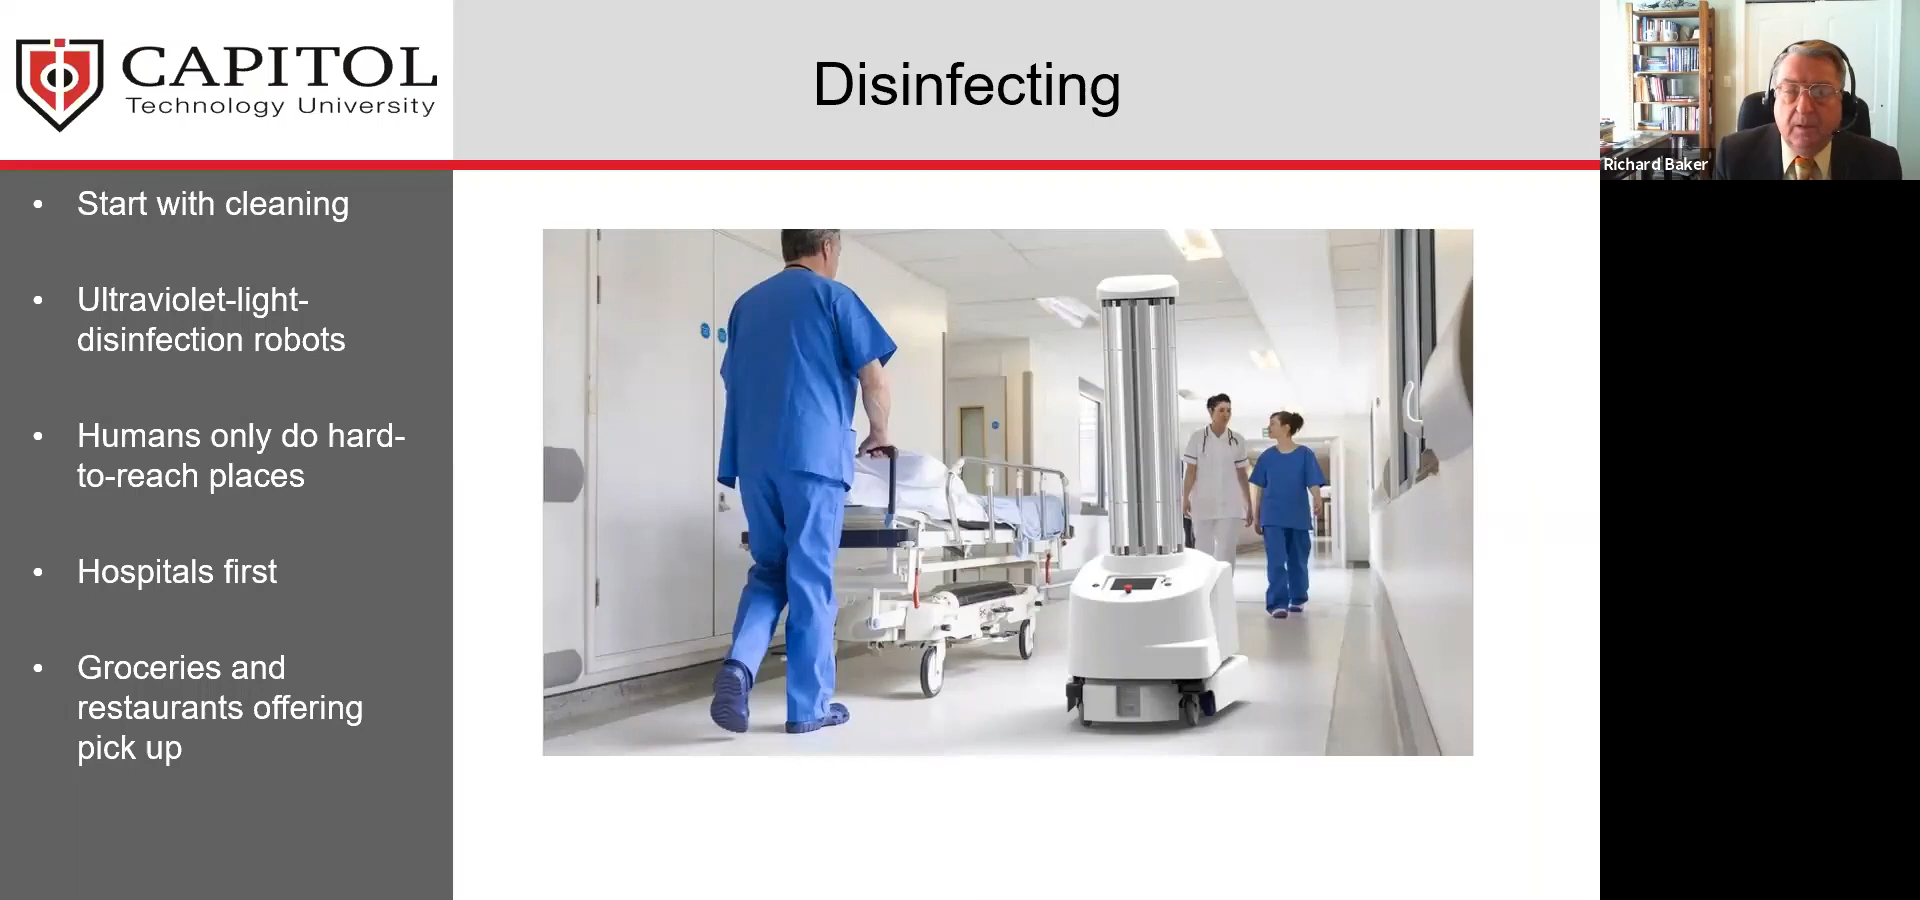 CAPITOL
Technology University
Disinfecting
Richard Baker
• Start with cleaning
• Ultraviolet-light-
disinfection robots
• Humans only do hard-
to-reach places
• Hospitals first
• Groceries and
restaurants offering
pick up